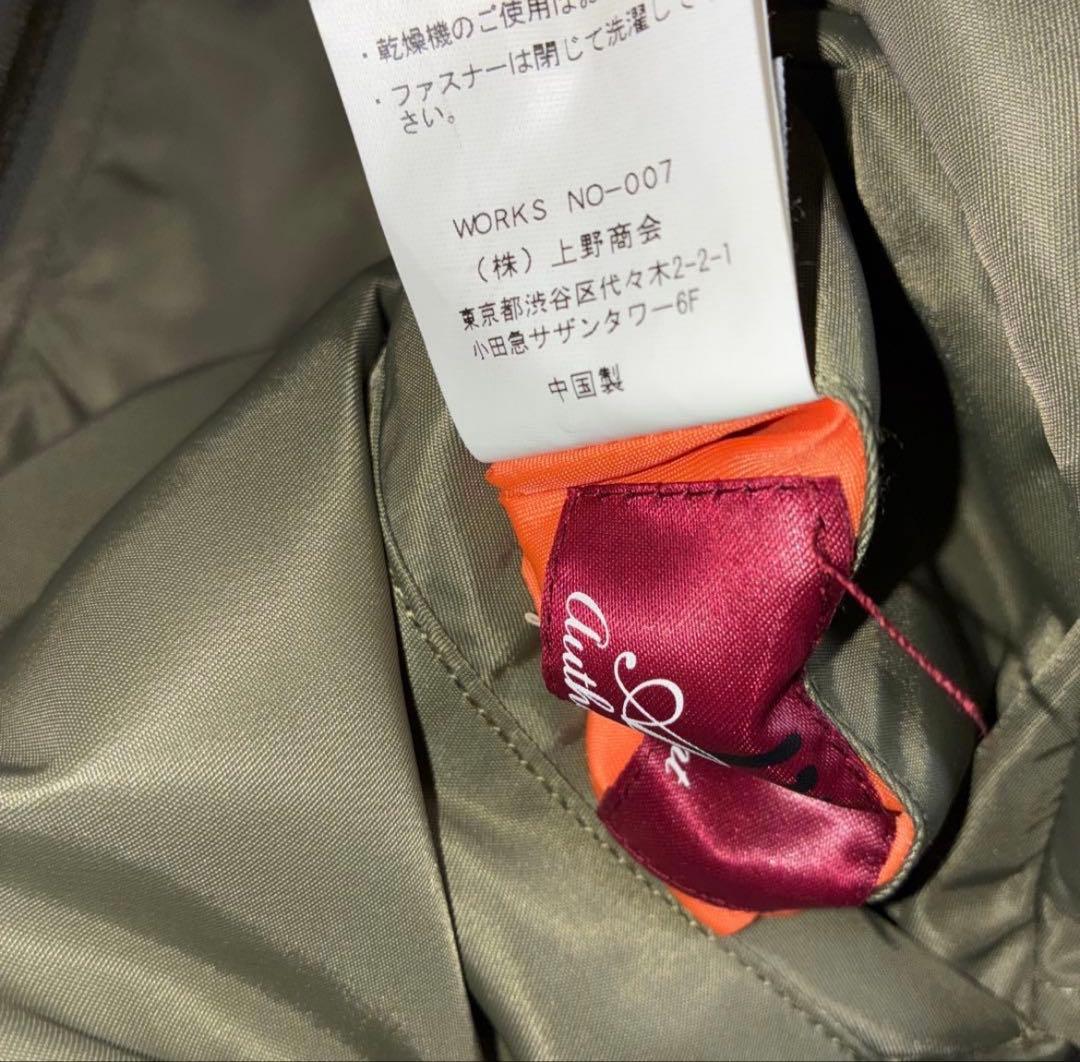 ・乾燥機のご使用はお
・ファスナーは閉じて洗濯して
さい。
WORKS NO-007
(株)上野商会
東京都渋谷区代々木2-2-1
小田急サザンタワー6F
中国製
Auth